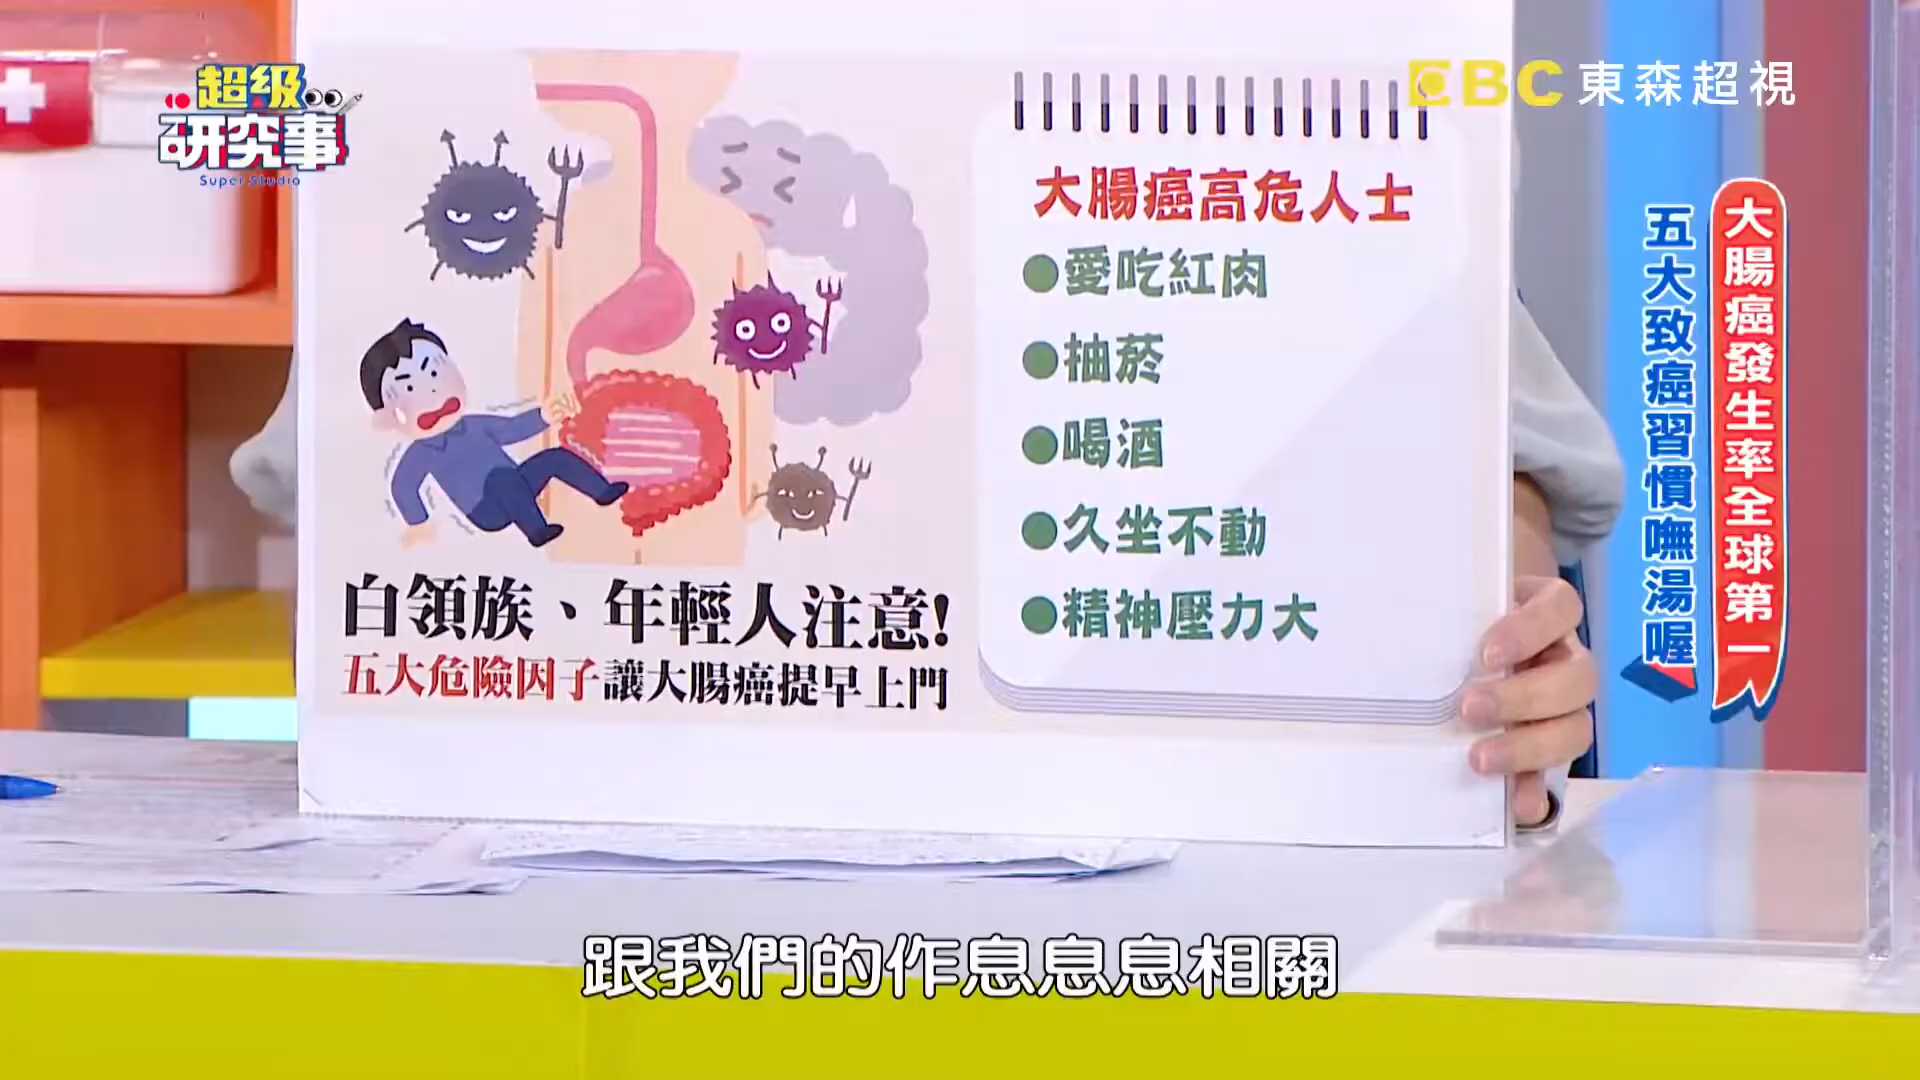 超級
研究事
Super Studio
EBC 東森超視
大腸癌高危人士
●愛吃紅肉
●抽菸
●喝酒
●久坐不動
●精神壓力大
白領族、年輕人注意!
五大危險因子讓大腸癌提早上門
大腸癌發生率全球第一
五大致癌習慣嘸湯喔
跟我們的作息息息相關